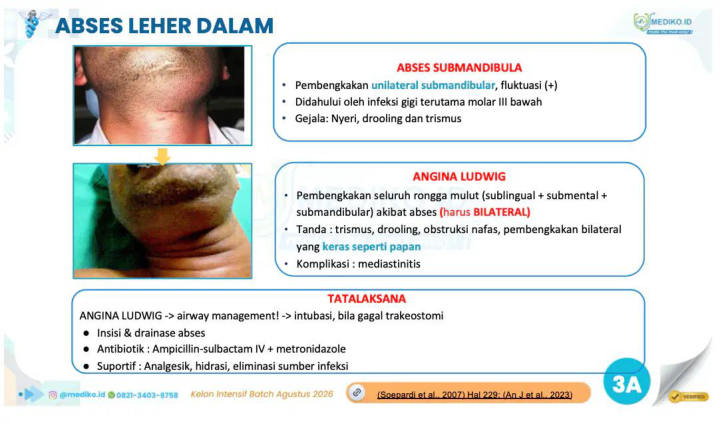 ABSES LEHER DALAM
MEDIKO.ID
ABSES SUBMANDIBULA
• Pembengkakan unilateral submandibular, fluktuasi (+)
• Didahului oleh infeksi gigi terutama molar III bawah
• Gejala: Nyeri, drooling dan trismus
ANGINA LUDWIG
• Pembengkakan seluruh rongga mulut (sublingual + submental +
submandibular) akibat abses (harus BILATERAL)
• Tanda : trismus, drooling, obstruksi nafas, pembengkakan bilateral
yang keras seperti papan
• Komplikasi : mediastinitis
TATALAKSANA
ANGINA LUDWIG -> airway management! -> intubasi, bila gagal trakeostomi
● Insisi & drainase abses
● Antibiotik : Ampicillin-sulbactam IV + metronidazole
● Suportif : Analgesik, hidrasi, eliminasi sumber infeksi
@mediko.id 0821-3403-8758 Kelon Intensif Batch Agustus 2026 (Soepardi et al., 2007) Hal 229; (An J et al., 2023)
3A
VERIFIED